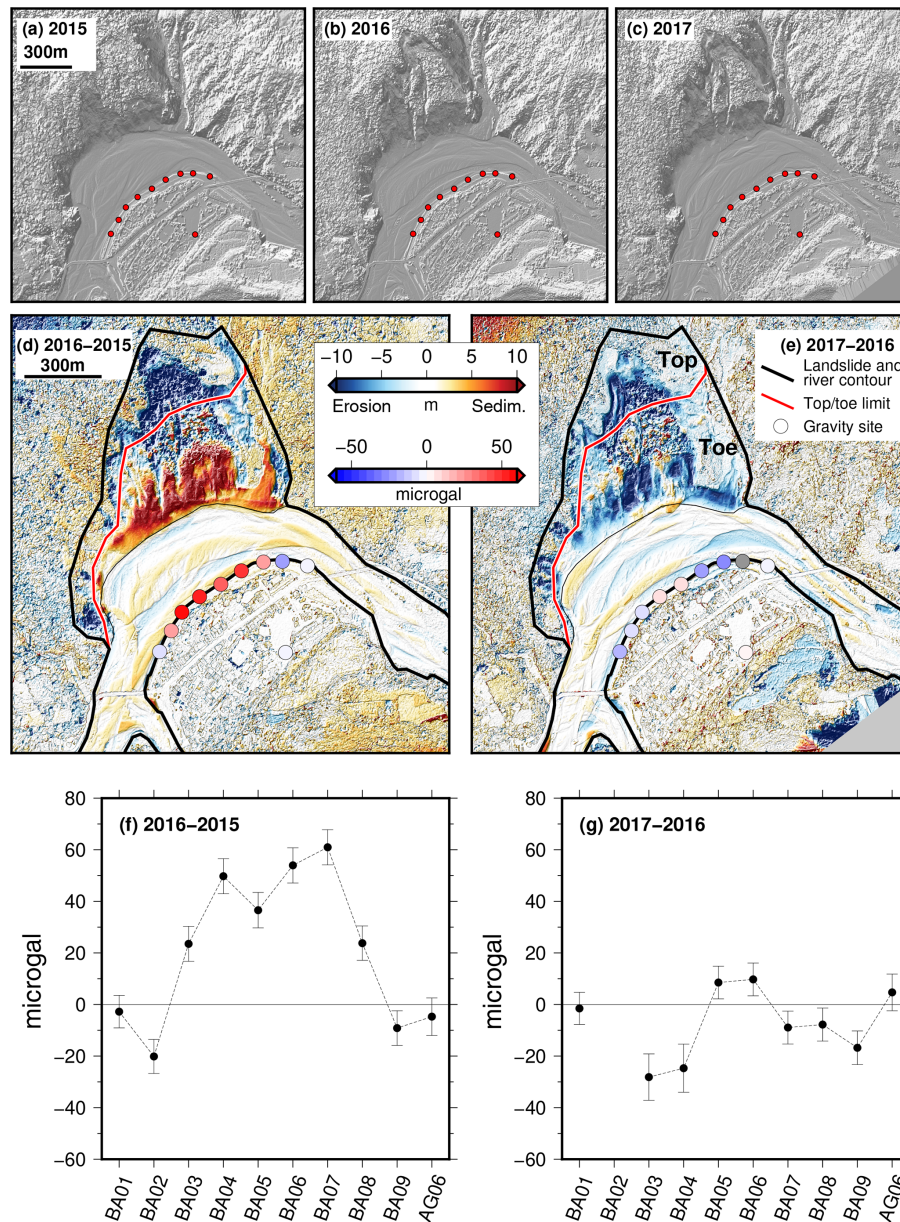 (a) 2015
300m
(b) 2016
(c) 2017
(d) 2016–2015
300m
−10 −5 0 5 10
Erosion m Sedim.
−50 0 50
microgal
Top
Toe
(e) 2017–2016
Landslide and
river contour
Top/toe limit
Gravity site
(f) 2016–2015
80
60
40
20
0
−20
−40
−60
microgal
BA01
BA02
BA03
BA04
BA05
BA06
BA07
BA08
BA09
AG06
(g) 2017–2016
80
60
40
20
0
−20
−40
−60
microgal
BA01
BA02
BA03
BA04
BA05
BA06
BA07
BA08
BA09
AG06